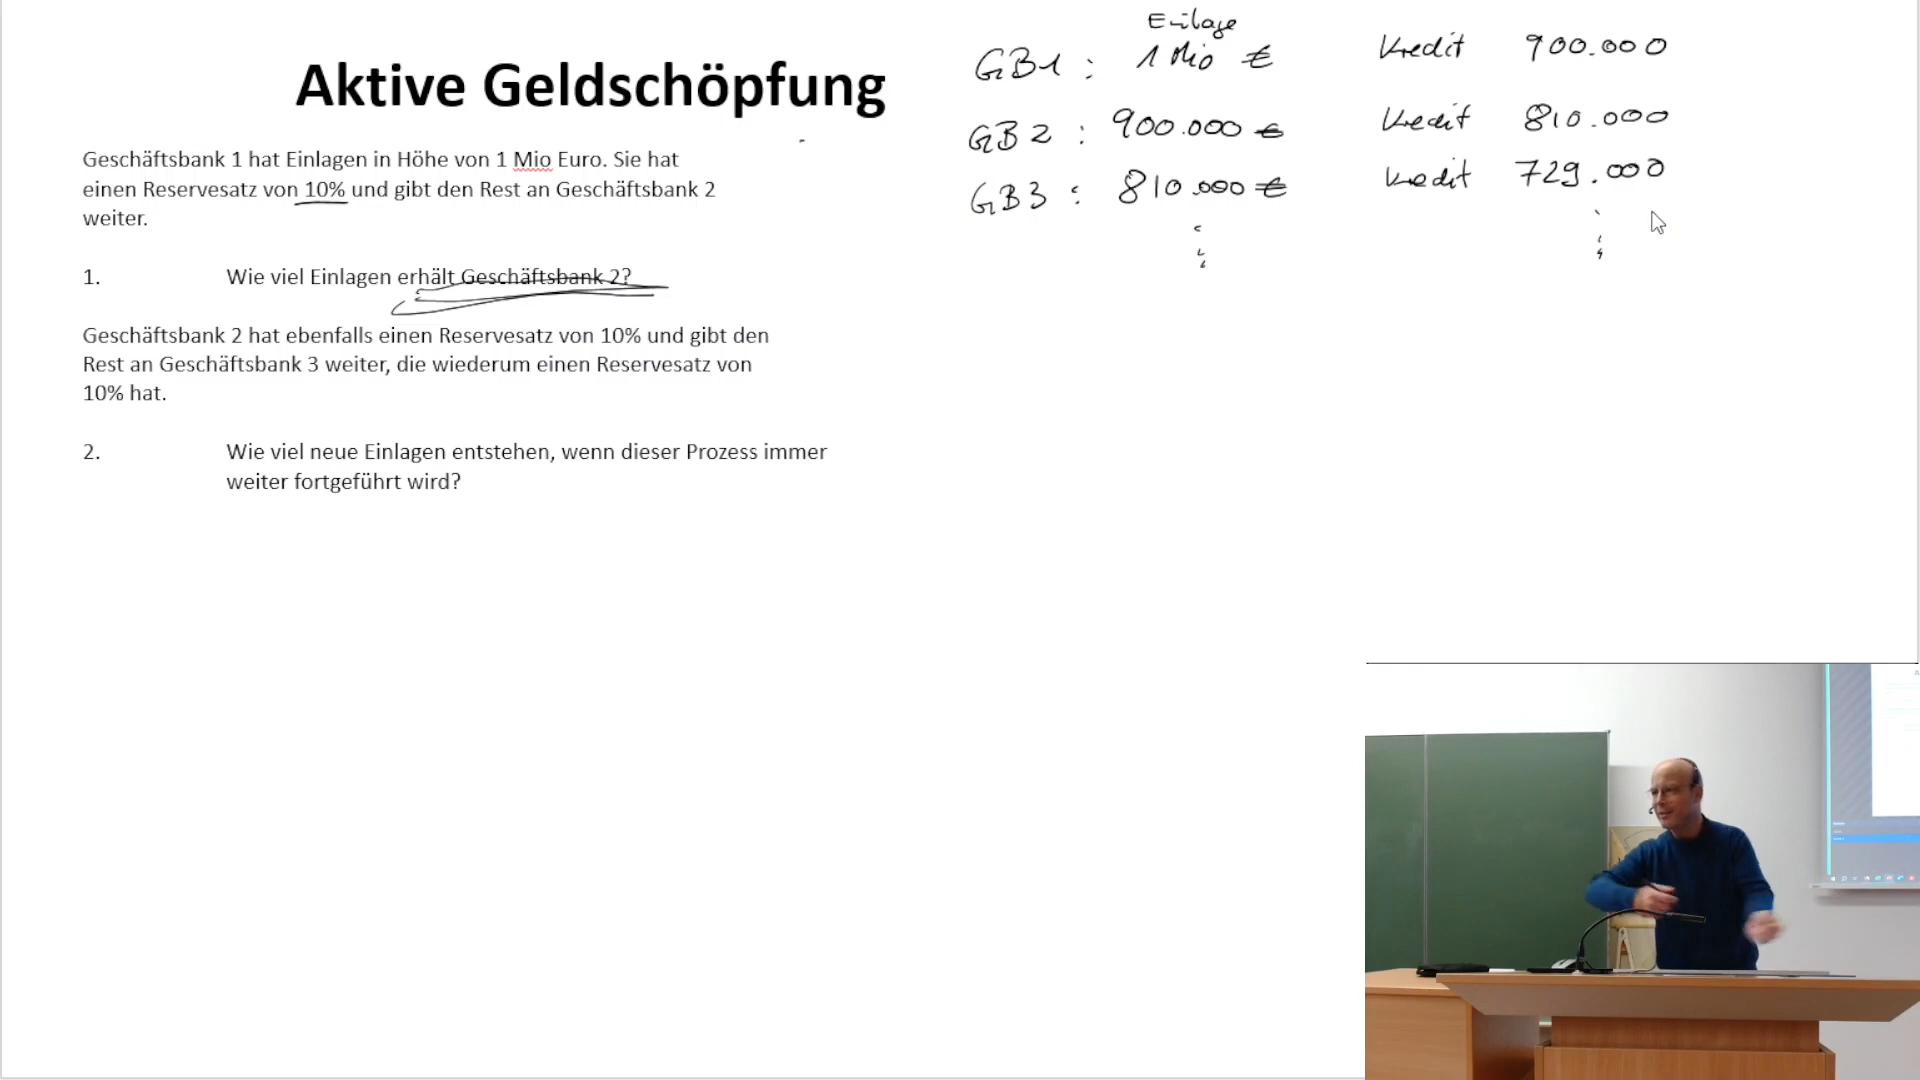 Aktive Geldschöpfung
Geschäftsbank 1 hat Einlagen in Höhe von 1 Mio Euro. Sie hat
einen Reservesatz von 10% und gibt den Rest an Geschäftsbank 2
weiter.
1. Wie viel Einlagen erhält Geschäftsbank 2?
Geschäftsbank 2 hat ebenfalls einen Reservesatz von 10% und gibt den
Rest an Geschäftsbank 3 weiter, die wiederum einen Reservesatz von
10% hat.
2. Wie viel neue Einlagen entstehen, wenn dieser Prozess immer
weiter fortgeführt wird?
Einlage
GB1 : 1 Mio € Kredit 900.000
GB2 : 900.000 € Kredit 810.000
GB3 : 810.000 € Kredit 729.000